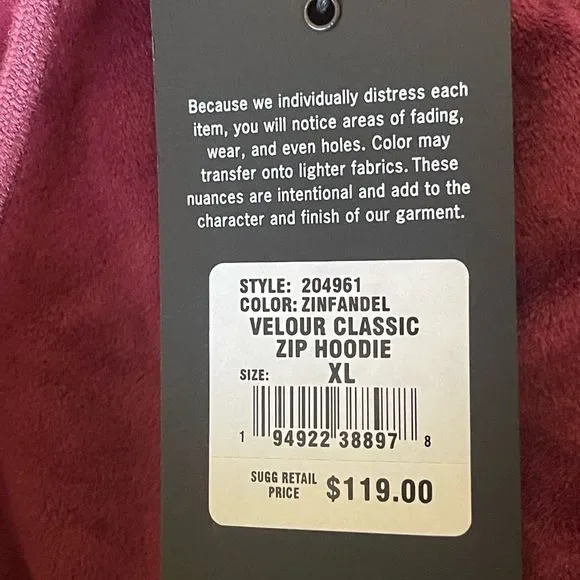 Because we individually distress each
item, you will notice areas of fading,
wear, and even holes. Color may
transfer onto lighter fabrics. These
nuances are intentional and add to the
character and finish of our garment.
STYLE: 204961
COLOR: ZINFANDEL
VELOUR CLASSIC
ZIP HOODIE
SIZE: XL
1 94922 38897 8
SUGG RETAIL
PRICE $119.00